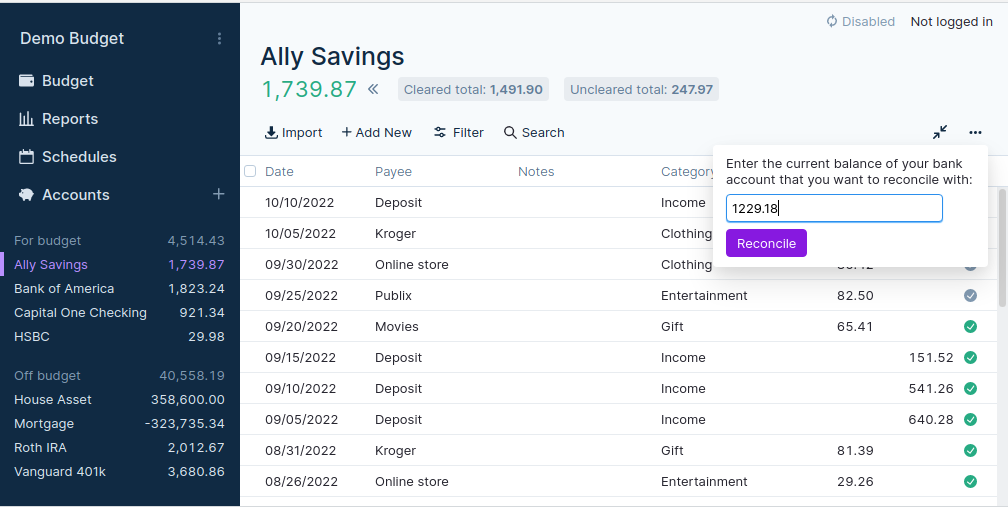 Disabled Not logged in
Demo Budget
Budget
Reports
Schedules
Accounts
For budget 4,514.43
Ally Savings 1,739.87
Bank of America 1,823.24
Capital One Checking 921.34
HSBC 29.98
Off budget 40,558.19
House Asset 358,600.00
Mortgage -323,735.34
Roth IRA 2,012.67
Vanguard 401k 3,680.86
Ally Savings
1,739.87 Cleared total: 1,491.90 Uncleared total: 247.97
Import + Add New Filter Search
Enter the current balance of your bank
account that you want to reconcile with:
1229.18
Reconcile
Date Payee Notes Category
10/10/2022 Deposit Income
10/05/2022 Kroger Clothing
09/30/2022 Online store Clothing
09/25/2022 Publix Entertainment 82.50
09/20/2022 Movies Gift 65.41
09/15/2022 Deposit Income 151.52
09/10/2022 Deposit Income 541.26
09/05/2022 Deposit Income 640.28
08/31/2022 Kroger Gift 81.39
08/26/2022 Online store Entertainment 29.26